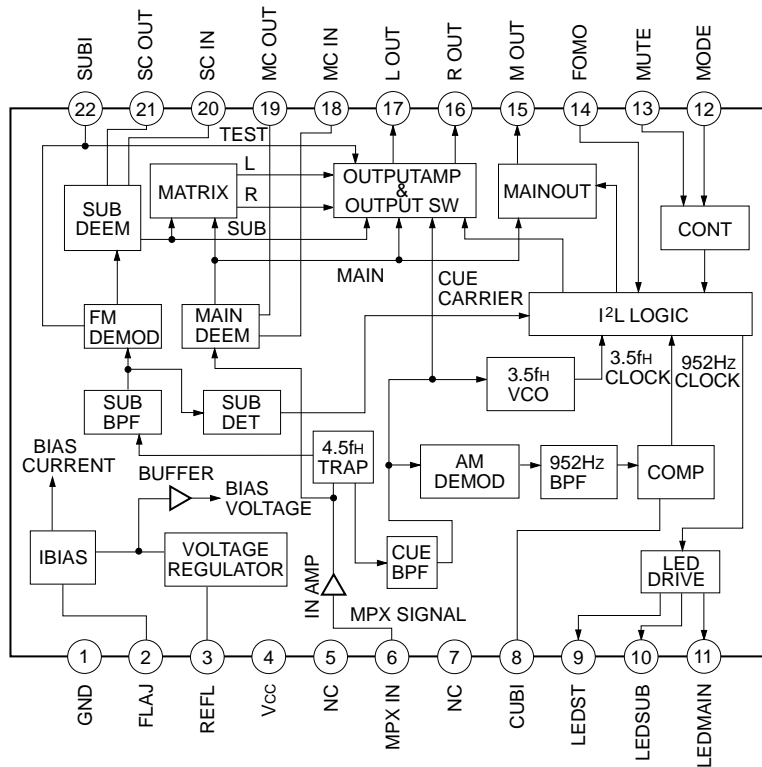 SUBI
SC OUT
SC IN
MC OUT
MC IN
L OUT
R OUT
M OUT
FOMO
MUTE
MODE
22
21
20
19
18
17
16
15
14
13
12
TEST
L
R
MATRIX
OUTPUTAMP
&
OUTPUT SW
MAINOUT
SUB
DEEM
SUB
CONT
MAIN
CUE
CARRIER
FM
DEMOD
MAIN
DEEM
I²L LOGIC
3.5fH
CLOCK
952Hz
CLOCK
3.5fH
VCO
SUB
BPF
SUB
DET
4.5fH
TRAP
BIAS
CURRENT
BUFFER
BIAS
VOLTAGE
AM
DEMOD
952Hz
BPF
COMP
IBIAS
VOLTAGE
REGULATOR
IN AMP
CUE
BPF
LED
DRIVE
MPX SIGNAL
1
2
3
4
5
6
7
8
9
10
11
GND
FLAJ
REFL
Vcc
NC
MPX IN
NC
CUBI
LEDST
LEDSUB
LEDMAIN